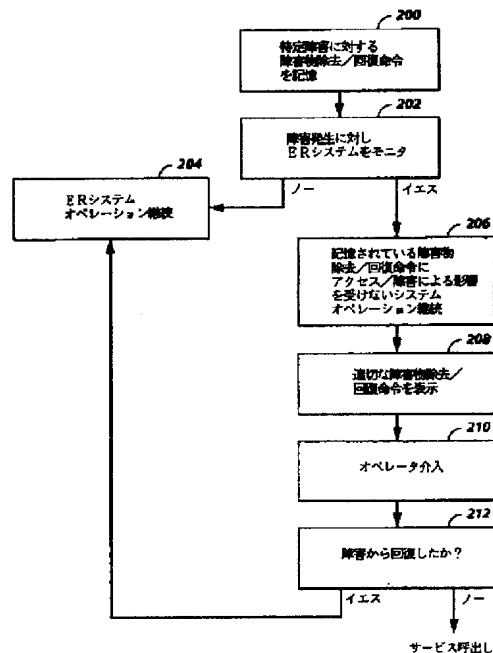 200
特定障害に対する
障害物除去/回復命令
を記憶
202
障害発生に対し
ERシステムをモニタ
ノー
イエス
204
ERシステム
オペレーション継続
206
記憶されている障害物
除去/回復命令に
アクセス/障害による影響
を受けないシステム
オペレーション継続
208
適切な障害物除去/
回復命令を表示
210
オペレータ介入
212
障害から回復したか?
イエス
ノー
サービス呼出し